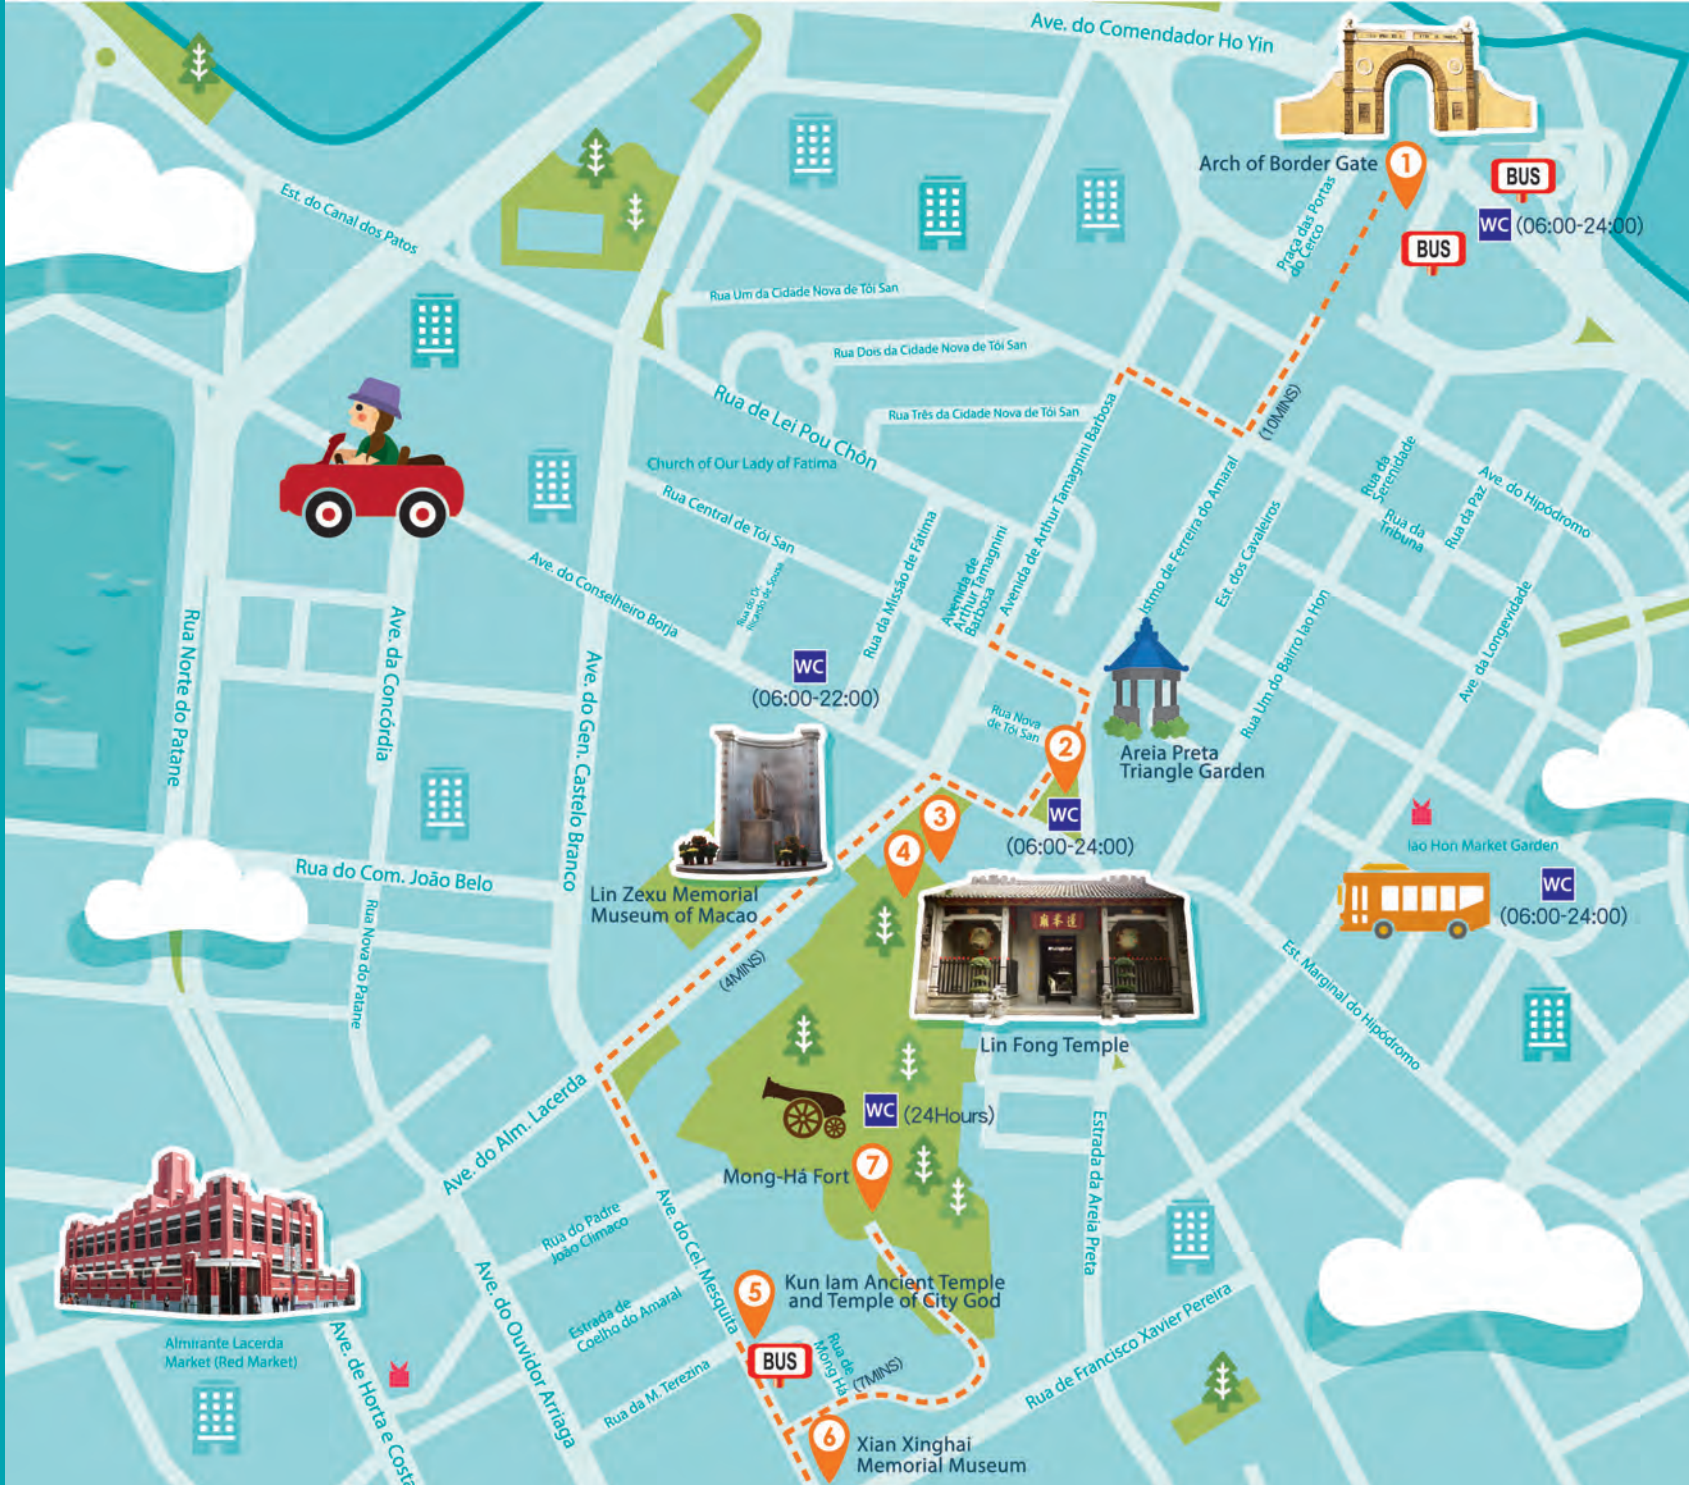 Ave. do Comendador Ho Yin
Arch of Border Gate
1
BUS
WC (06:00-24:00)
BUS
Praça das Portas
do Cerco
Est. do Canal dos Patos
Rua Um da Cidade Nova de Tói San
Rua Dois da Cidade Nova de Tói San
Rua de Lei Pou Chôn
Rua Três da Cidade Nova de Tói San
(10MINS)
Church of Our Lady of Fatima
Rua Central de Tói San
Avenida de Arthur Tamagnini Barbosa
Istmo de Ferreira do Amaral
Rua da
Serenidade
Ave. do Hipódromo
Rua da Paz
Rua da
Tribuna
Est. dos Cavaleiros
Ave. do Conselheiro Borja
Rua do Dr.
Ricardo de Sousa
Rua da Missão de Fátima
Avenida de
Arthur Tamagnini
Barbosa
Rua Um do Bairro Iao Hon
Ave. da Longevidade
Rua Norte do Patane
Ave. da Concórdia
Ave. do Gen. Castelo Branco
WC
(06:00-22:00)
Rua Nova
de Tói San
2
Areia Preta
Triangle Garden
WC
(06:00-24:00)
3
4
Iao Hon Market Garden
WC
(06:00-24:00)
Rua do Com. João Belo
Lin Zexu Memorial
Museum of Macao
蓮峯廟
Lin Fong Temple
Rua Nova do Patane
(4MINS)
Est. Marginal do Hipódromo
Ave. do Alm. Lacerda
WC (24Hours)
Mong-Há Fort
7
Estrada da Areia Preta
Rua do Padre
João Climaco
Ave. do Cel. Mesquita
5
Kun Iam Ancient Temple
and Temple of City God
Estrada de
Coelho do Amaral
Ave. do Ouvidor Arriaga
Almirante Lacerda
Market (Red Market)
Ave. de Horta e Costa
BUS
Rua de
Mong Há
(7MINS)
Rua da M. Terezina
Rua de Francisco Xavier Pereira
6
Xian Xinghai
Memorial Museum